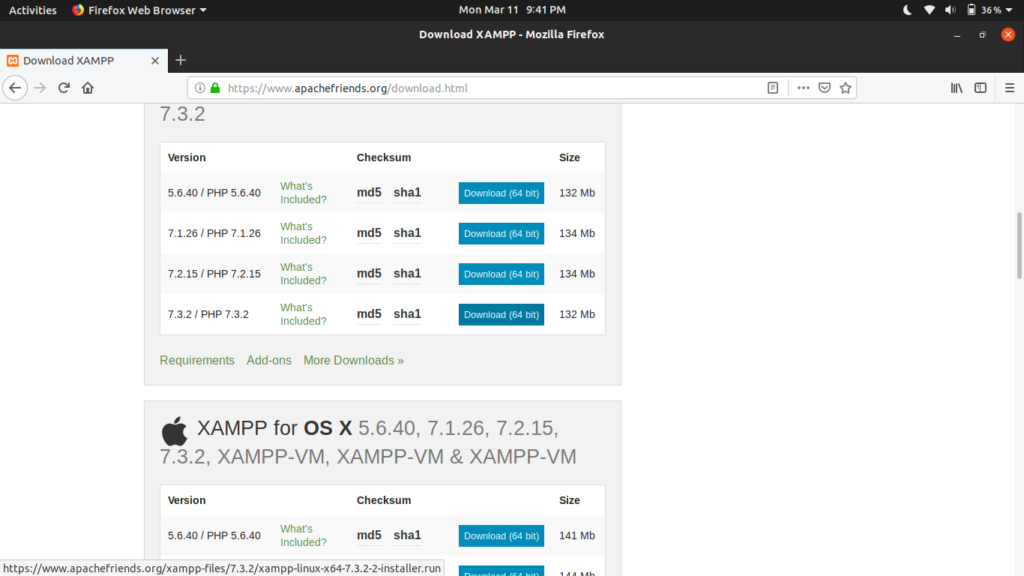 Activities Firefox Web Browser Mon Mar 11 9:41 PM 36 %
Download XAMPP - Mozilla Firefox
Download XAMPP
https://www.apachefriends.org/download.html
7.3.2
Version Checksum Size
5.6.40 / PHP 5.6.40 What's Included? md5 sha1 Download (64 bit) 132 Mb
7.1.26 / PHP 7.1.26 What's Included? md5 sha1 Download (64 bit) 134 Mb
7.2.15 / PHP 7.2.15 What's Included? md5 sha1 Download (64 bit) 134 Mb
7.3.2 / PHP 7.3.2 What's Included? md5 sha1 Download (64 bit) 132 Mb
Requirements Add-ons More Downloads »
XAMPP for OS X 5.6.40, 7.1.26, 7.2.15,
7.3.2, XAMPP-VM, XAMPP-VM & XAMPP-VM
Version Checksum Size
5.6.40 / PHP 5.6.40 What's Included? md5 sha1 Download (64 bit) 141 Mb
Download (64 bit) 144 Mb
https://www.apachefriends.org/xampp-files/7.3.2/xampp-linux-x64-7.3.2-2-installer.run